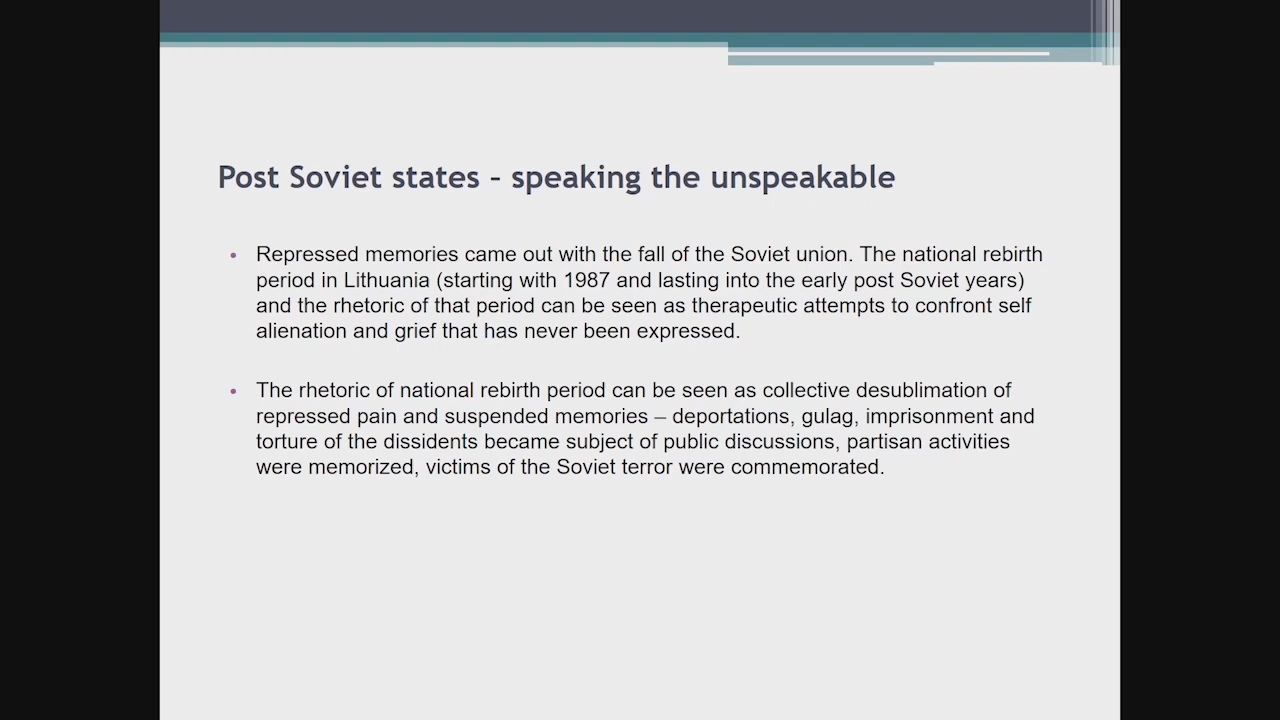 Post Soviet states – speaking the unspeakable
• Repressed memories came out with the fall of the Soviet union. The national rebirth
period in Lithuania (starting with 1987 and lasting into the early post Soviet years)
and the rhetoric of that period can be seen as therapeutic attempts to confront self
alienation and grief that has never been expressed.
• The rhetoric of national rebirth period can be seen as collective desublimation of
repressed pain and suspended memories – deportations, gulag, imprisonment and
torture of the dissidents became subject of public discussions, partisan activities
were memorized, victims of the Soviet terror were commemorated.